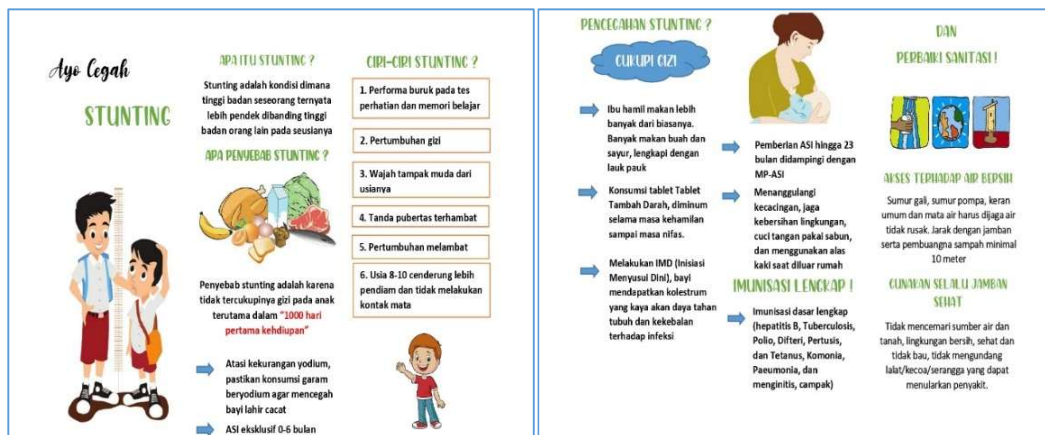 Ayo Cegah
STUNTING
APA ITU STUNTING ?
Stunting adalah kondisi dimana
tinggi badan seseorang ternyata
lebih pendek dibanding tinggi
badan orang lain pada seusianya
APA PENYEBAB STUNTING ?
Penyebab stunting adalah karena
tidak tercukupinya gizi pada anak
terutama dalam "1000 hari
pertama kehdiupan"
Atasi kekurangan yodium,
pastikan konsumsi garam
beryodium agar mencegah
bayi lahir cacat
ASI eksklusif 0-6 bulan
CIRI-CIRI STUNTING ?
1. Performa buruk pada tes
perhatian dan memori belajar
2. Pertumbuhan gizi
3. Wajah tampak muda dari
usianya
4. Tanda pubertas terhambat
5. Pertumbuhan melambat
6. Usia 8-10 cenderung lebih
pendiam dan tidak melakukan
kontak mata
PENCEGAHAN STUNTING ?
CUKUPI GIZI
Ibu hamil makan lebih
banyak dari biasanya.
Banyak makan buah dan
sayur, lengkapi dengan
lauk pauk
Konsumsi tablet Tablet
Tambah Darah, diminum
selama masa kehamilan
sampai masa nifas.
Melakukan IMD (Inisiasi
Menyusui Dini), bayi
mendapatkan kolestrum
yang kaya akan daya tahan
tubuh dan kekebalan
terhadap infeksi
Pemberian ASI hingga 23
bulan didampingi dengan
MP-ASI
Menanggulangi
kecacingan, jaga
kebersihan lingkungan,
cuci tangan pakai sabun,
dan menggunakan alas
kaki saat diluar rumah
IMUNISASI LENGKAP !
Imunisasi dasar lengkap
(hepatitis B, Tuberculosis,
Polio, Difteri, Pertusis,
dan Tetanus, Komonia,
Paeumonia, dan
menginitis, campak)
DAN
PERBAIKI SANITASI !
AKSES TERHADAP AIR BERSIH
Sumur gali, sumur pompa, keran
umum dan mata air harus dijaga air
tidak rusak. Jarak dengan jamban
serta pembuangna sampah minimal
10 meter
GUNAKAN SELALU JAMBAN
SEHAT
Tidak mencemari sumber air dan
tanah, lingkungan bersih, sehat dan
tidak bau, tidak mengundang
lalat/kecoa/serangga yang dapat
menularkan penyakit.